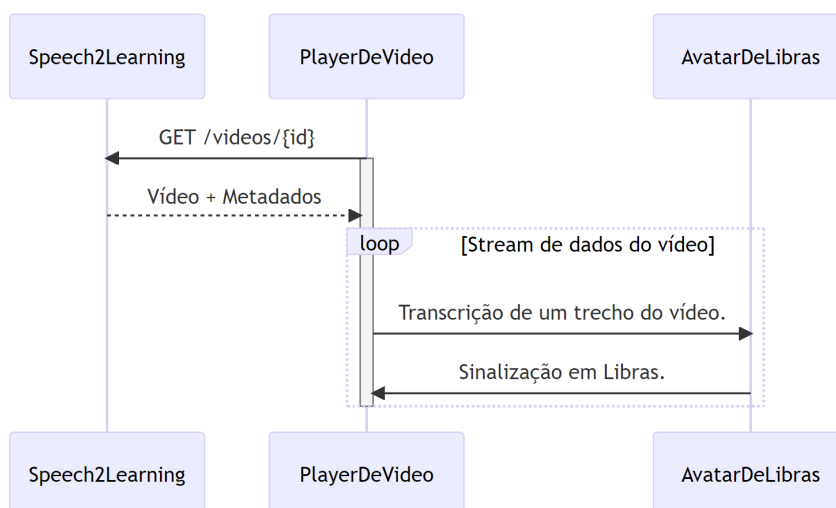 Speech2Learning
PlayerDeVideo
AvatarDeLibras
GET /videos/{id}
Vídeo + Metadados
loop
[Stream de dados do vídeo]
Transcrição de um trecho do vídeo.
Sinalização em Libras.
Speech2Learning
PlayerDeVideo
AvatarDeLibras